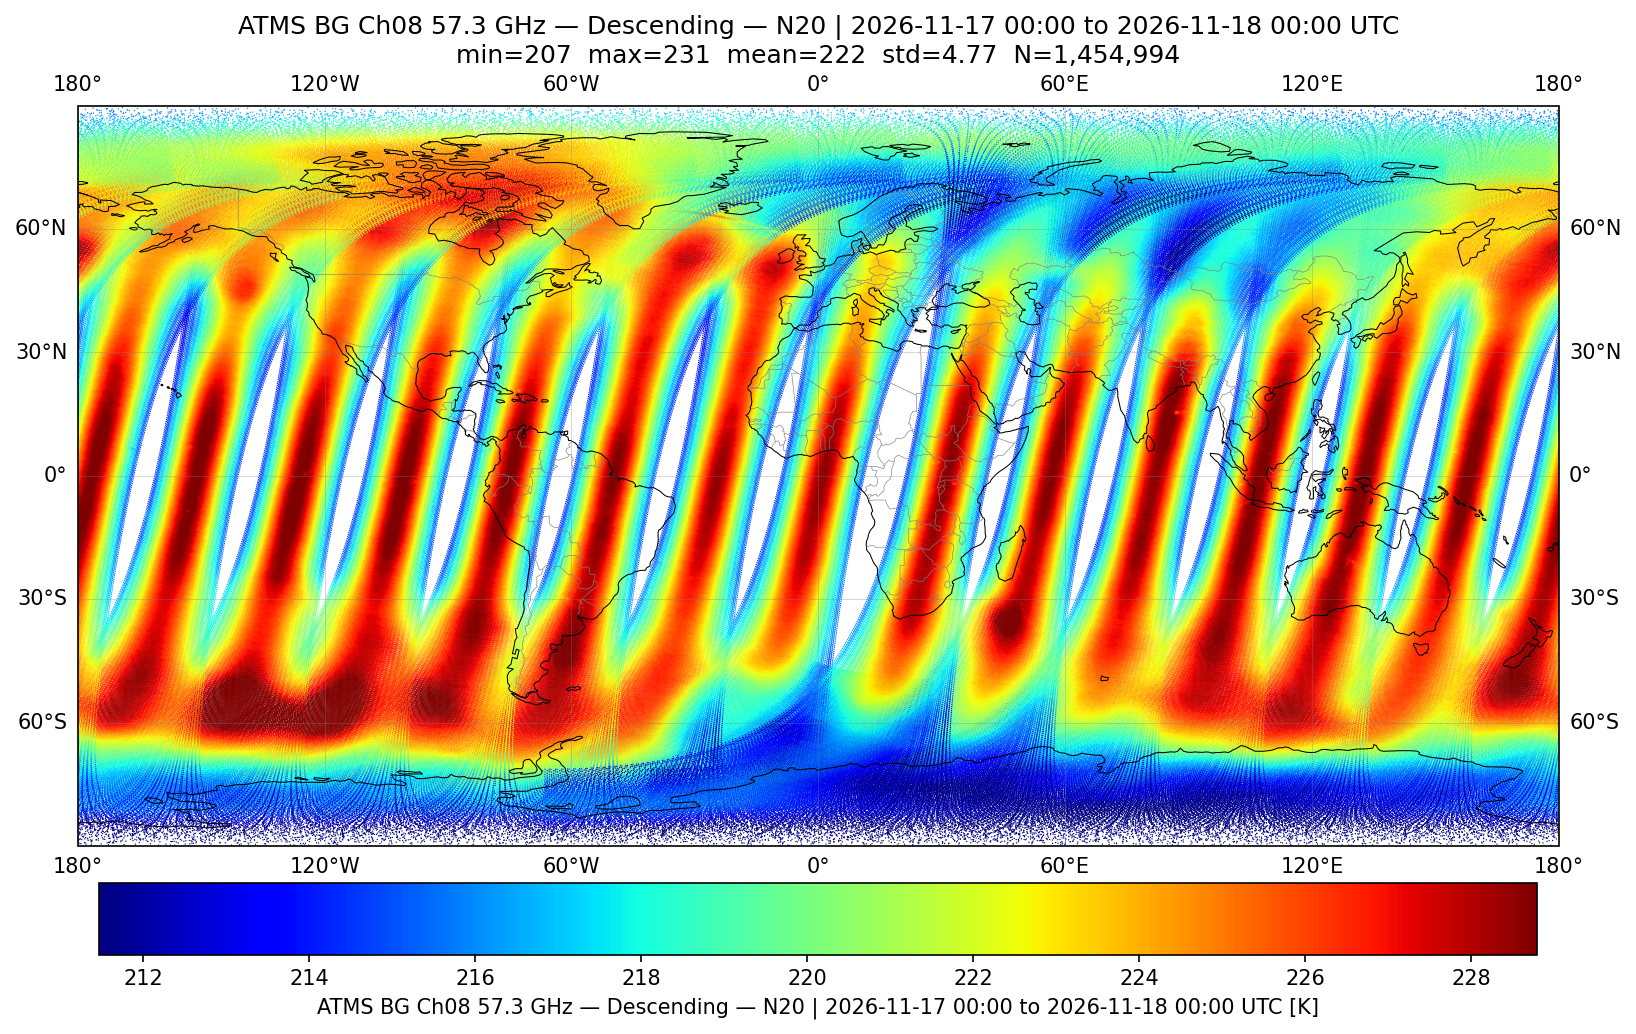 ATMS BG Ch08 57.3 GHz — Descending — N20 | 2026-11-17 00:00 to 2026-11-18 00:00 UTC
min=207  max=231  mean=222  std=4.77  N=1,454,994
180° 120°W 60°W 0° 60°E 120°E 180°
60°N 60°N
30°N 30°N
0° 0°
30°S 30°S
60°S 60°S
180° 120°W 60°W 0° 60°E 120°E 180°
212 214 216 218 220 222 224 226 228
ATMS BG Ch08 57.3 GHz — Descending — N20 | 2026-11-17 00:00 to 2026-11-18 00:00 UTC [K]